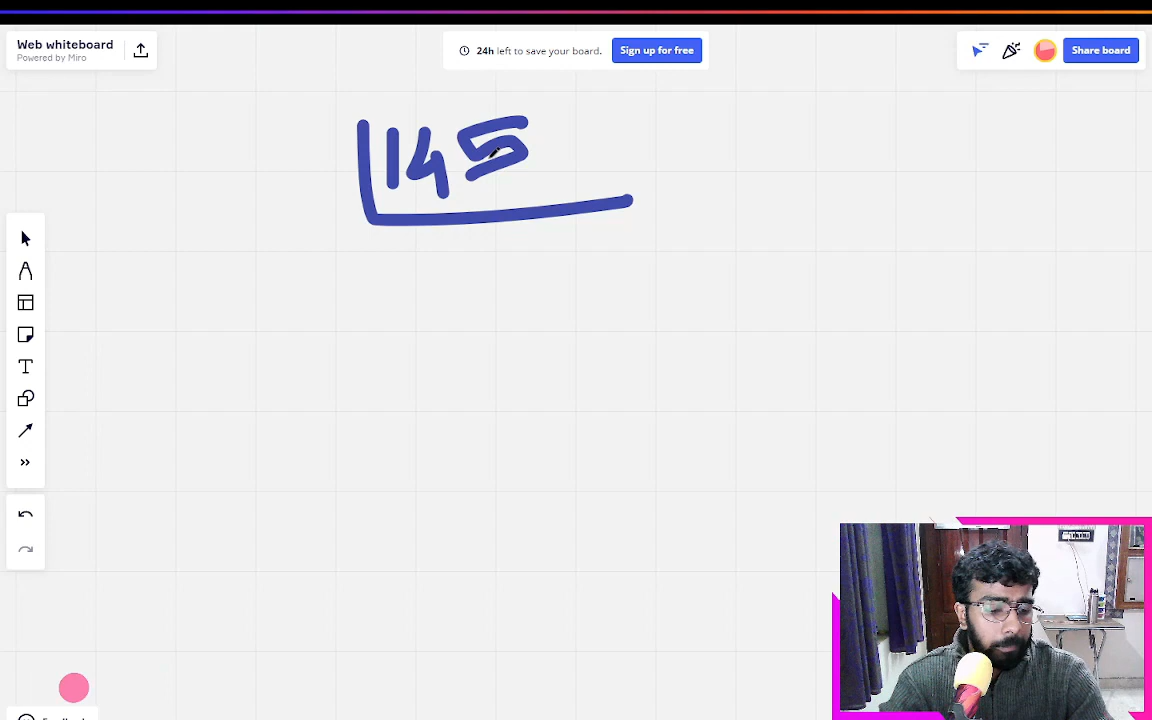 Web whiteboard
Powered by Miro
24h left to save your board.
Sign up for free
Share board
145